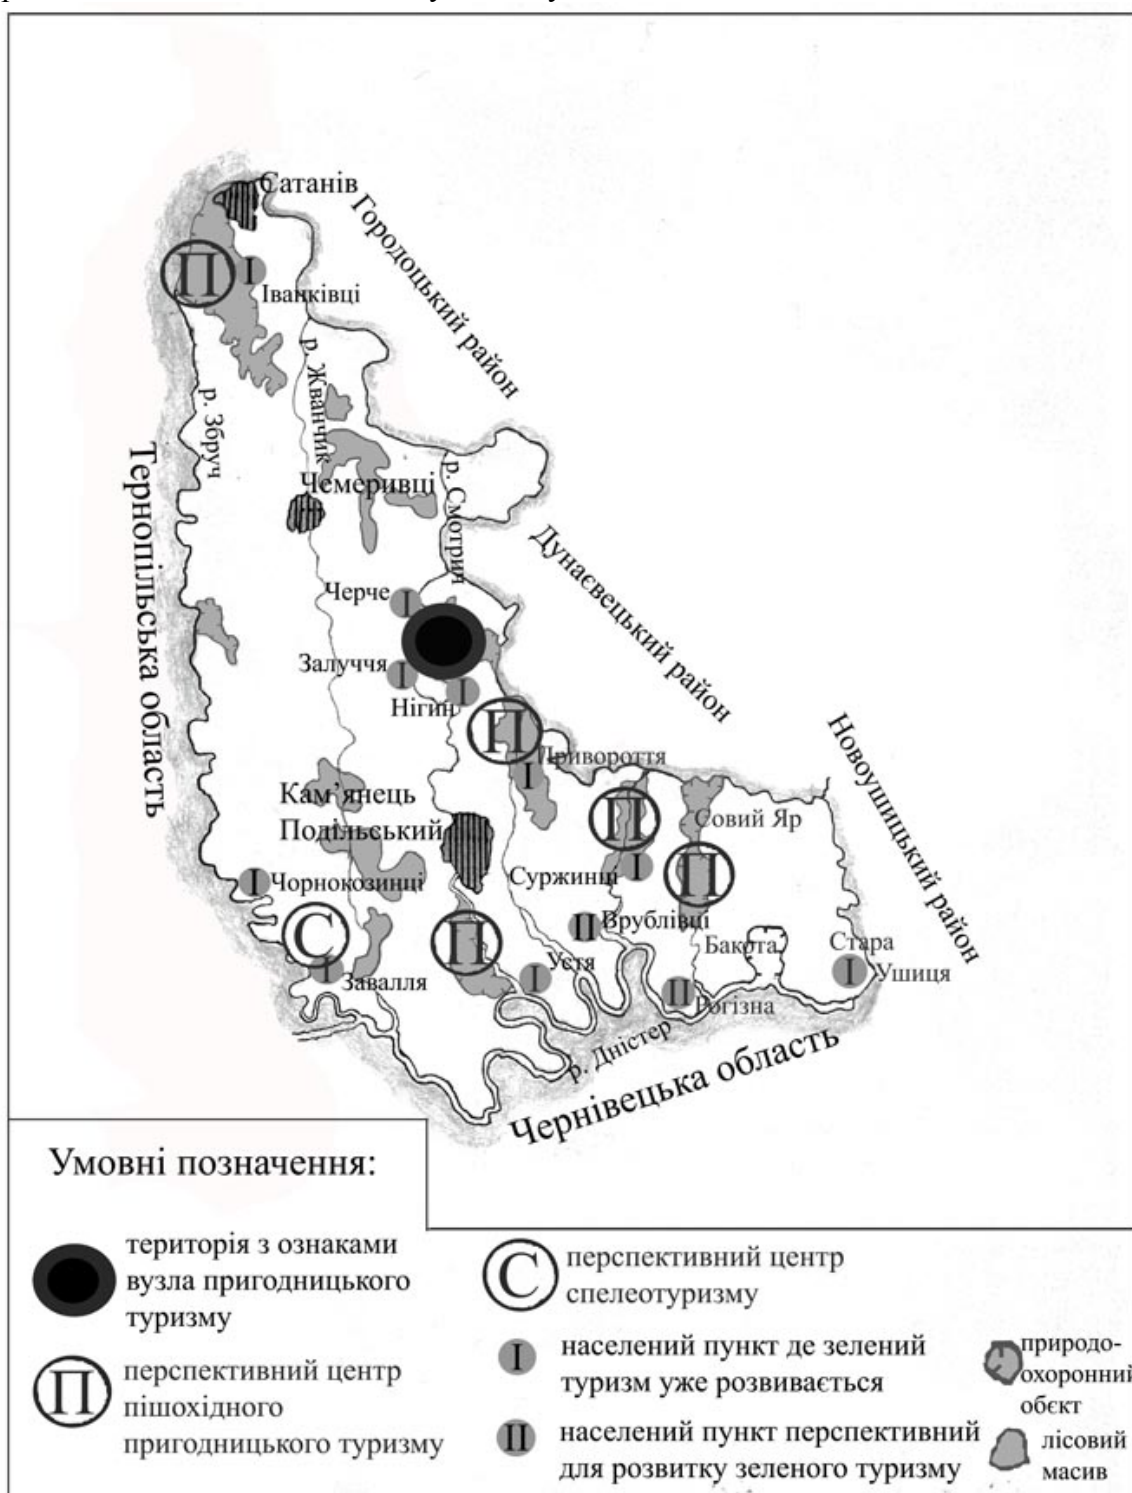 Сатанів
Городоцький район
П
І
Іванківці
р. Жванчик
р. Збруч
Тернопільська область
Чемеривці
р. Смотрич
Дунаєвецький район
Черче
І
Залуччя
І
Нігин
І
П
Привороття
І
Новоушицький район
Кам’янець
Подільський
П
Совий Яр
Суржинці
І
П
І
Чорнокозинці
С
І
Завалля
П
Устя
І
ІІ
Врублівці
Бакота
Стара
Ушиця
І
ІІ
Рогізна
р. Дністер
Чернівецька область
Умовні позначення:
територія з ознаками
вузла пригодницького
туризму
П
перспективний центр
пішохідного
пригодницького туризму
С
перспективний центр
спелеотуризму
І
населений пункт де зелений
туризм уже розвивається
ІІ
населений пункт перспективний
для розвитку зеленого туризму
природо-
охоронний
обєкт
лісовий
масив